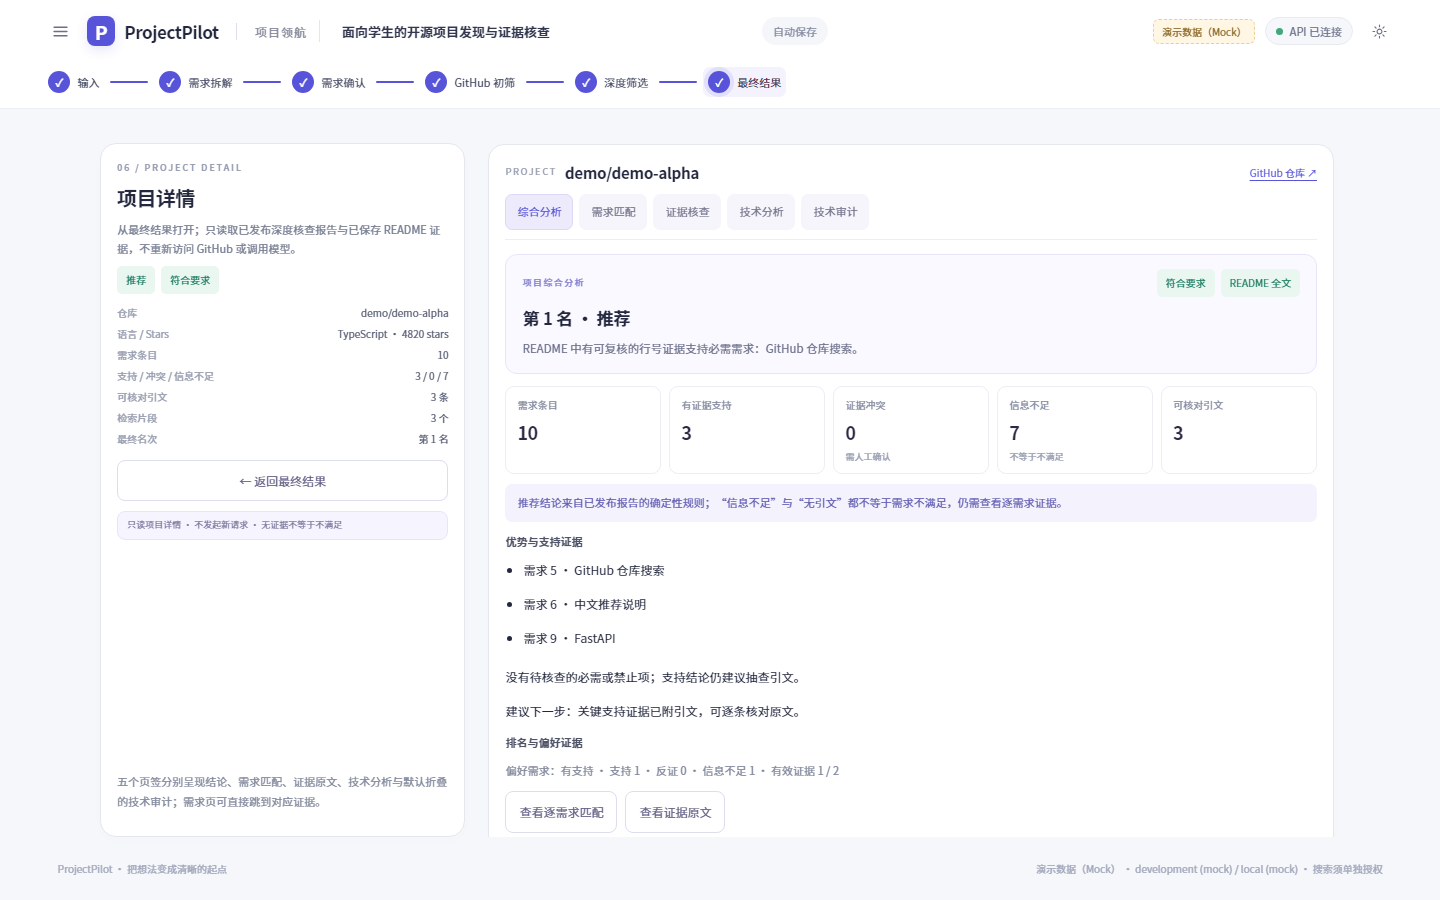 P ProjectPilot 项目领航 面向学生的开源项目发现与证据核查 自动保存 演示数据（Mock） API 已连接
输入 需求拆解 需求确认 GitHub 初筛 深度筛选 最终结果
06 / PROJECT DETAIL
项目详情
从最终结果打开；只读取已发布深度核查报告与已保存 README 证
据，不重新访问 GitHub 或调用模型。
推荐 符合要求
仓库 demo/demo-alpha
语言 / Stars TypeScript · 4820 stars
需求条目 10
支持 / 冲突 / 信息不足 3 / 0 / 7
可核对引文 3 条
检索片段 3 个
最终名次 第 1 名
← 返回最终结果
只读项目详情 · 不发起新请求 · 无证据不等于不满足
五个页签分别呈现结论、需求匹配、证据原文、技术分析与默认折叠
的技术审计；需求页可直接跳到对应证据。
PROJECT demo/demo-alpha GitHub 仓库 ↗
综合分析 需求匹配 证据核查 技术分析 技术审计
项目综合分析 符合要求 README 全文
第 1 名 · 推荐
README 中有可复核的行号证据支持必需需求：GitHub 仓库搜索。
需求条目 有证据支持 证据冲突 信息不足 可核对引文
10 3 0 7 3
需人工确认 不等于不满足
推荐结论来自已发布报告的确定性规则；“信息不足”与“无引文”都不等于需求不满足，仍需查看逐需求证据。
优势与支持证据
• 需求 5 · GitHub 仓库搜索
• 需求 6 · 中文推荐说明
• 需求 9 · FastAPI
没有待核查的必需或禁止项；支持结论仍建议抽查引文。
建议下一步：关键支持证据已附引文，可逐条核对原文。
排名与偏好证据
偏好需求：有支持 · 支持 1 · 反证 0 · 信息不足 1 · 有效证据 1 / 2
查看逐需求匹配 查看证据原文
ProjectPilot · 把想法变成清晰的起点 演示数据（Mock） · development (mock) / local (mock) · 搜索须单独授权